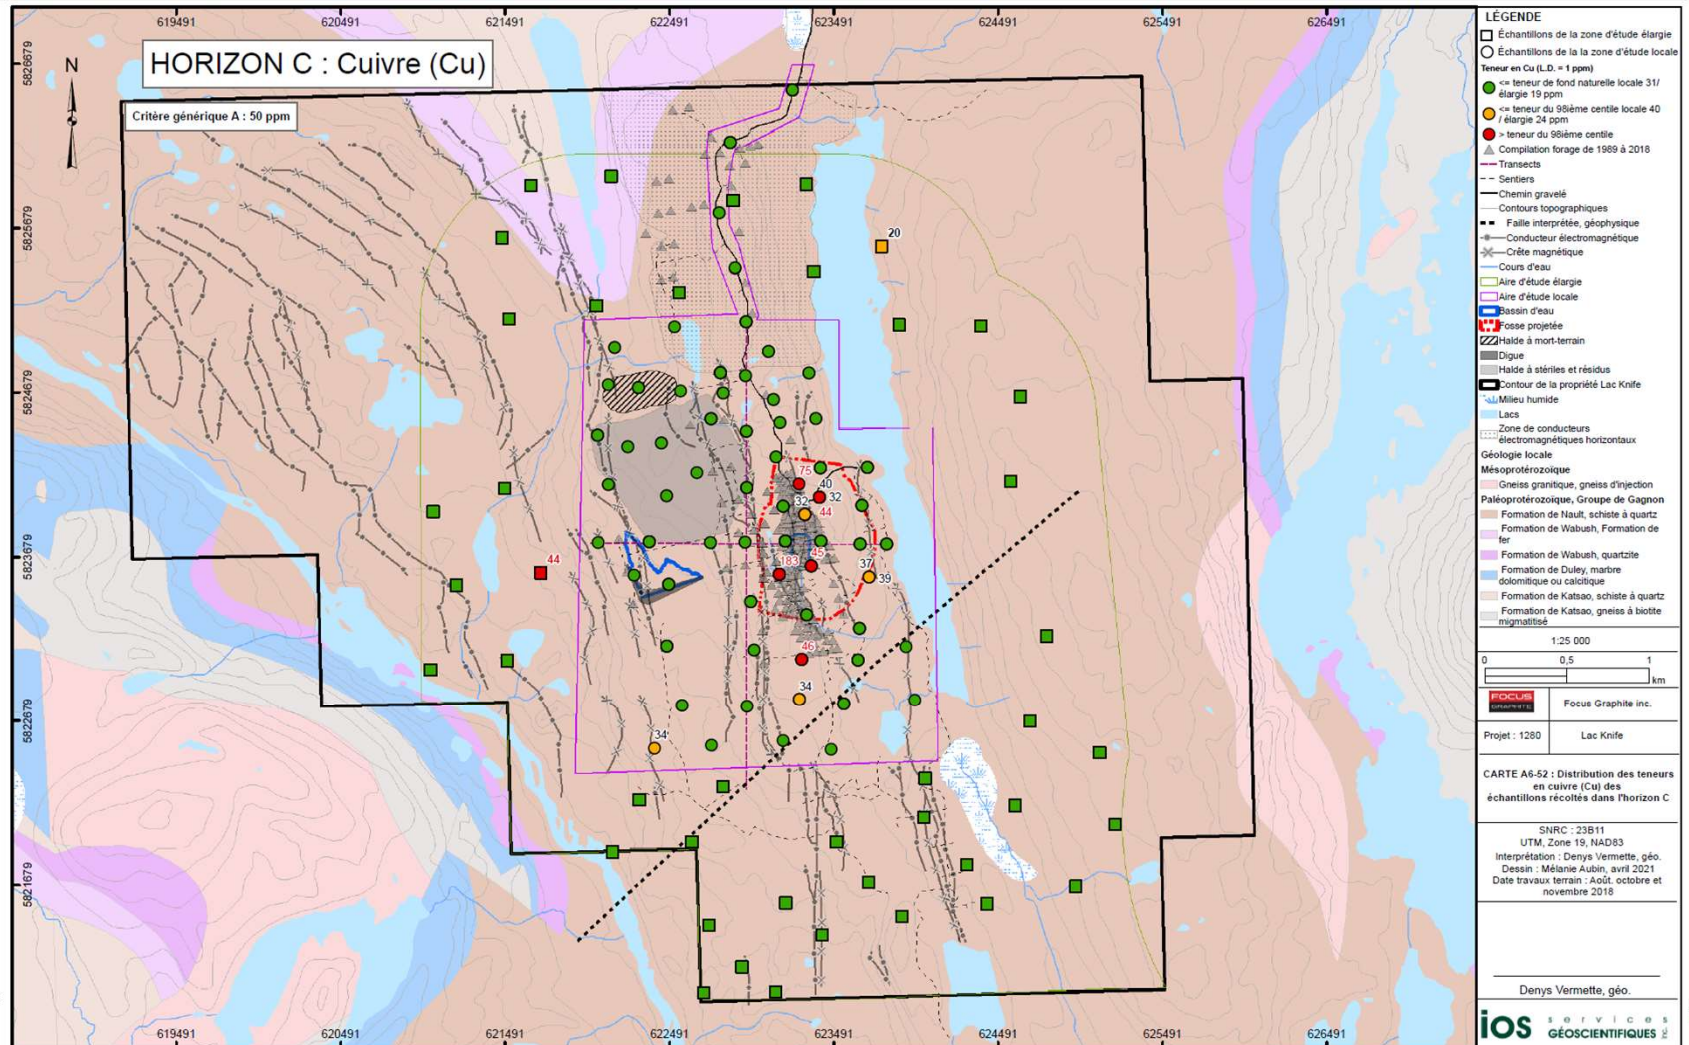 619491
620491
621491
622491
623491
624491
625491
626491
HORIZON C : Cuivre (Cu)
N
Critère générique A : 50 ppm
5826679
5825679
5824679
5823679
5822679
5821679
20
75
40
32
32
44
44
45
183
37
39
46
34
34
619491
620491
621491
622491
623491
624491
625491
626491
LÉGENDE
Échantillons de la zone d'étude élargie
Échantillons de la la zone d'étude locale
Teneur en Cu (L.D. = 1 ppm)
<= teneur de fond naturelle locale 31/
élargie 19 ppm
<= teneur du 98ième centile locale 40
/ élargie 24 ppm
> teneur du 98ième centile
Compilation forage de 1989 à 2018
Transects
Sentiers
Chemin gravelé
Contours topographiques
Faille interprétée, géophysique
Conducteur électromagnétique
Crête magnétique
Cours d'eau
Aire d'étude élargie
Aire d'étude locale
Bassin d'eau
Fosse projetée
Halde à mort-terrain
Digue
Halde à stériles et résidus
Contour de la propriété Lac Knife
Milieu humide
Lacs
Zone de conducteurs
électromagnétiques horizontaux
Géologie locale
Mésoprotérozoïque
Gneiss granitique, gneiss d'injection
Paléoprotérozoïque, Groupe de Gagnon
Formation de Nault, schiste à quartz
Formation de Wabush, Formation de
fer
Formation de Wabush, quartzite
Formation de Duley, marbre
dolomitique ou calcitique
Formation de Katsao, schiste à quartz
Formation de Katsao, gneiss à biotite
migmatitisé
1:25 000
0 0,5 1
km
FOCUS
GRAPHITE
Focus Graphite inc.
Projet : 1280
Lac Knife
CARTE A6-52 : Distribution des teneurs
en cuivre (Cu) des
échantillons récoltés dans l'horizon C
SNRC : 23B11
UTM, Zone 19, NAD83
Interprétation : Denys Vermette, géo.
Dessin : Mélanie Aubin, avril 2021
Date travaux terrain : Août, octobre et
novembre 2018
Denys Vermette, géo.
iOS services
GÉOSCIENTIFIQUES inc.